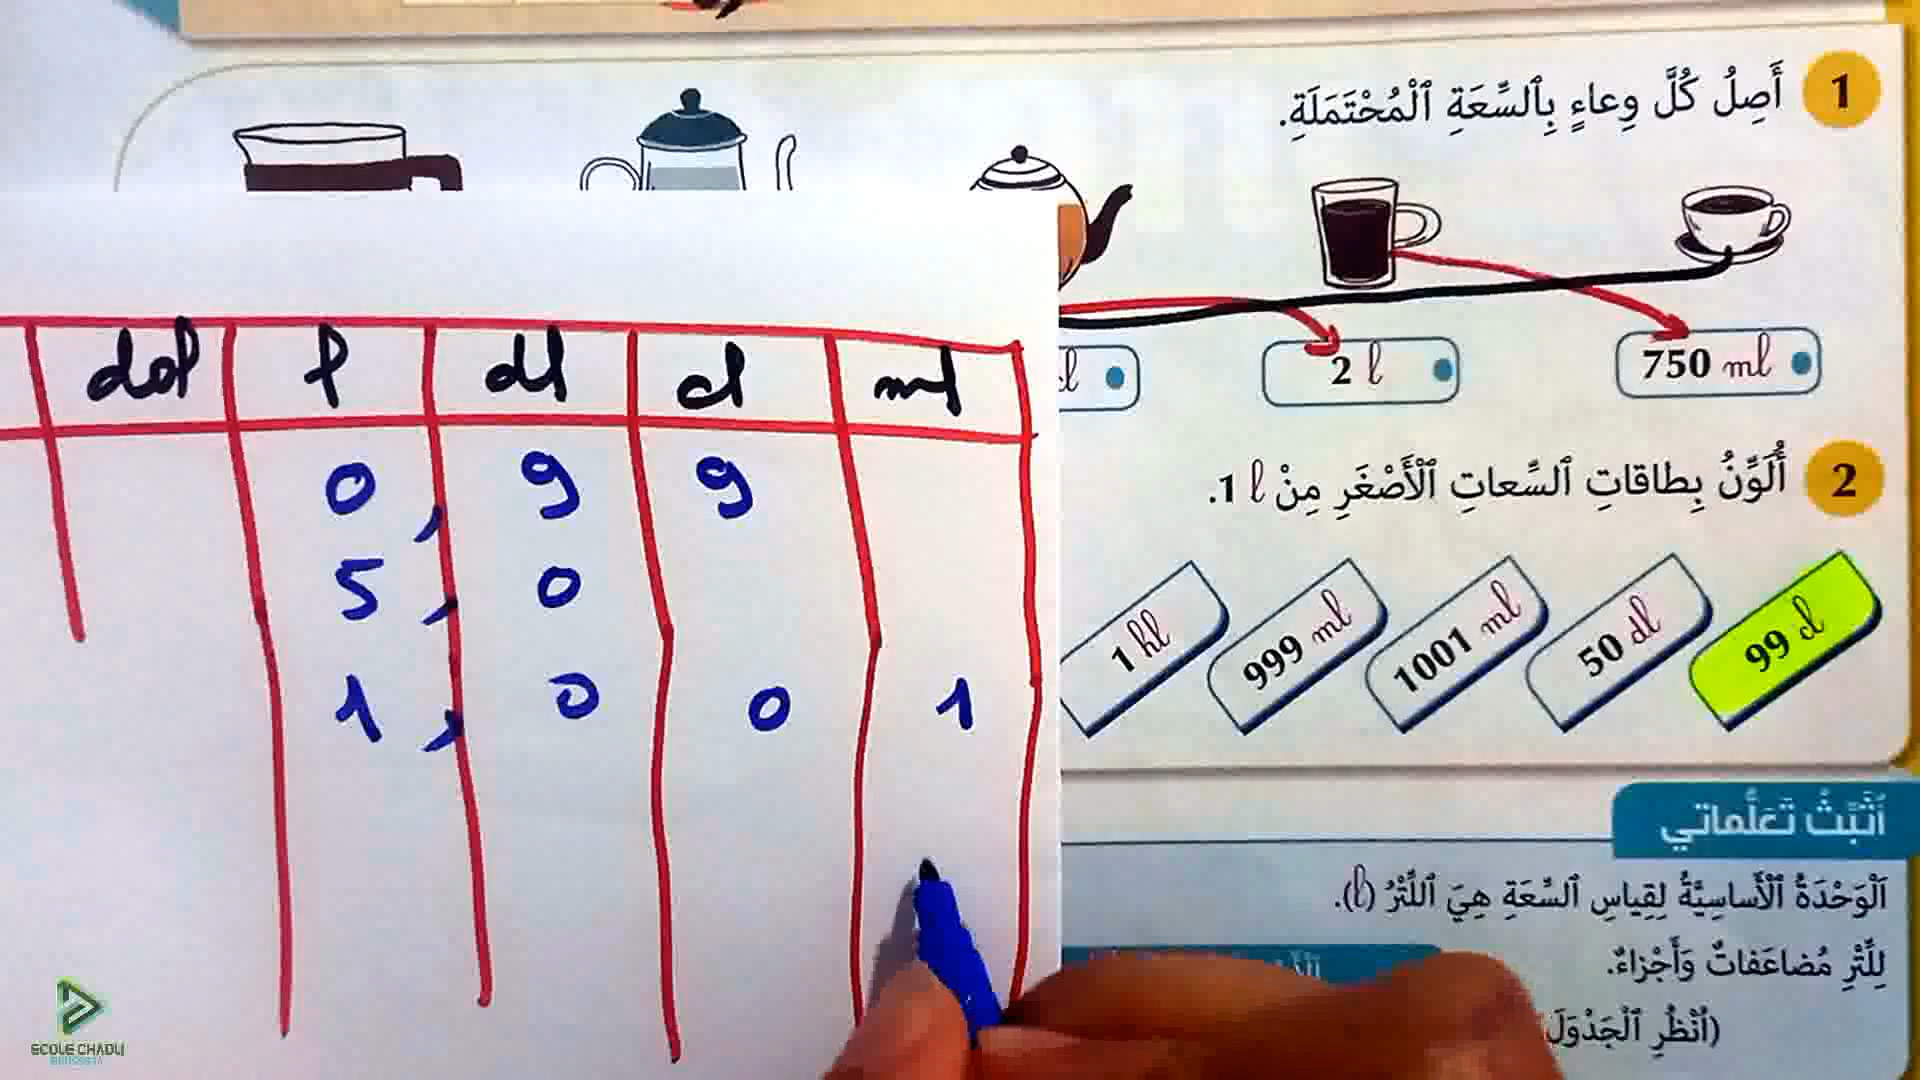 1 أَصِلُ كُلَّ وِعاءٍ بِٱلسِّعَةِ ٱلْمُحْتَمَلَةِ.
2 l
750 ml
2 أُلَوِّنُ بِطاقاتِ ٱلسِّعاتِ ٱلْأَصْغَرِ مِنْ 1 l.
1 hl
999 ml
1001 ml
50 dl
99 cl
dal l dl cl ml
0, 9 9
5, 0
1, 0 0 1
أُثَبِّتُ تَعَلُّماتي
اَلْوَحْدَةُ ٱلْأَساسِيَّةُ لِقِياسِ ٱلسِّعَةِ هِيَ ٱللِّتْرُ (l).
لِلِّتْرِ مُضاعَفاتٌ وَأَجْزاءٌ.
(اُنْظُرِ ٱلْجَدْوَلَ
ECOLE CHADLI